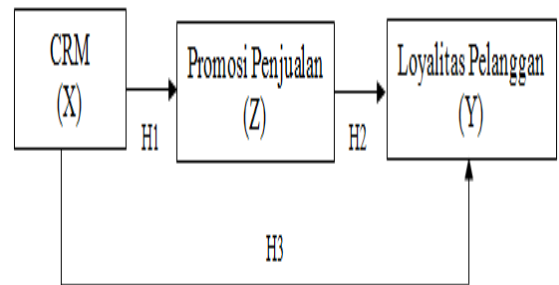 CRM
(X)
Promosi Penjualan
(Z)
Loyalitas Pelanggan
(Y)
H1
H2
H3